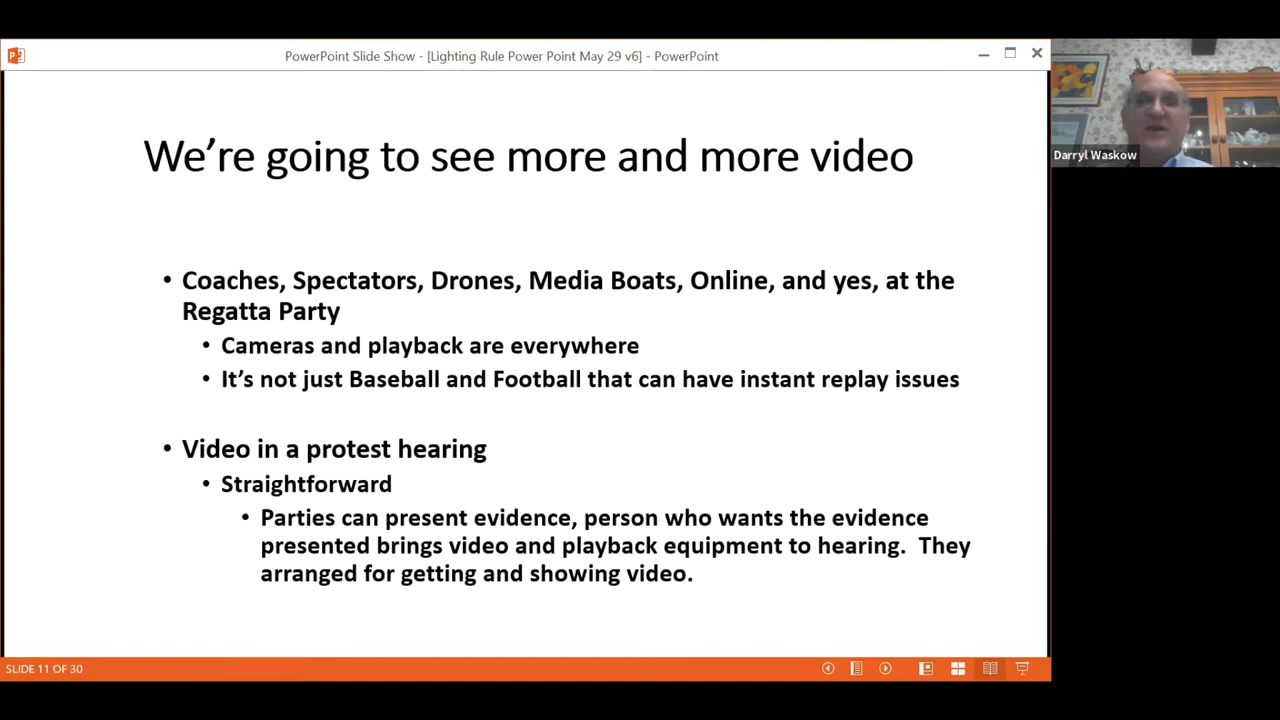 PowerPoint Slide Show - [Lighting Rule Power Point May 29 v6] - PowerPoint
We're going to see more and more video
Darryl Waskow
• Coaches, Spectators, Drones, Media Boats, Online, and yes, at the
Regatta Party
• Cameras and playback are everywhere
• It's not just Baseball and Football that can have instant replay issues
• Video in a protest hearing
• Straightforward
• Parties can present evidence, person who wants the evidence
presented brings video and playback equipment to hearing. They
arranged for getting and showing video.
SLIDE 11 OF 30